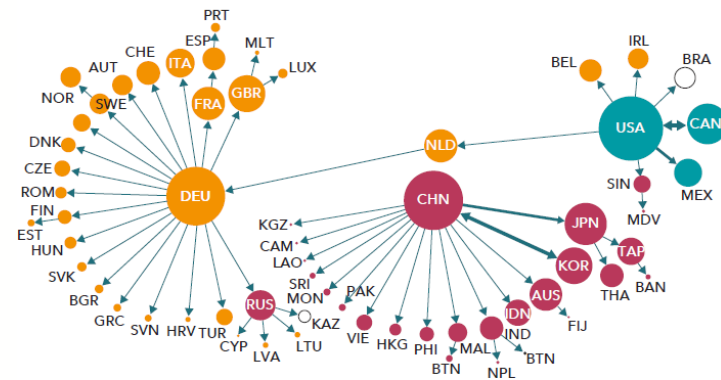 PRT
ESP
MLT
CHE
ITA
LUX
AUT
GBR
NOR
SWE
FRA
DNK
CZE
DEU
ROM
FIN
EST
HUN
SVK
BGR
GRC
SVN
HRV
TUR
RUS
CYP
LVA
LTU
KAZ
NLD
IRL
BRA
BEL
USA
CAN
SIN
MEX
MDV
CHN
JPN
KGZ
CAM
KOR
TAP
LAO
SRI
MON
PAK
AUS
THA
BAN
VIE
HKG
PHI
MAL
IDN
IND
FIJ
BTN
BTN
NPL